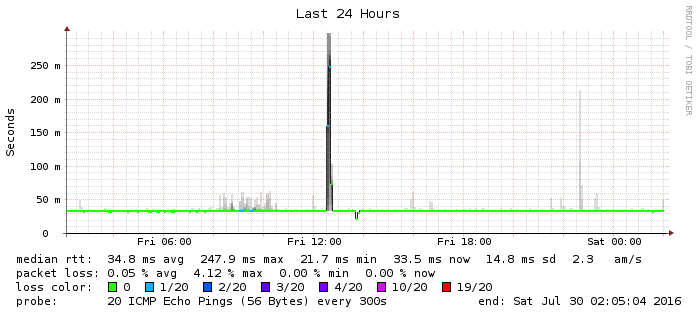 Last 24 Hours
RRDTOOL / TOBI OETIKER
Seconds
250 m
200 m
150 m
100 m
50 m
0
Fri 06:00 Fri 12:00 Fri 18:00 Sat 00:00
median rtt: 34.8 ms avg 247.9 ms max 21.7 ms min 33.5 ms now 14.8 ms sd 2.3 am/s
packet loss: 0.05 % avg 4.12 % max 0.00 % min 0.00 % now
loss color: 0 1/20 2/20 3/20 4/20 10/20 19/20
probe: 20 ICMP Echo Pings (56 Bytes) every 300s end: Sat Jul 30 02:05:04 2016